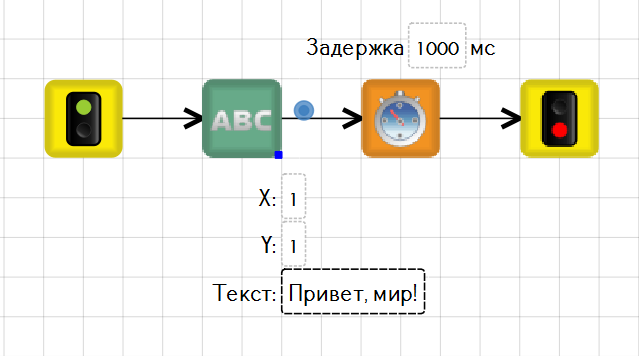 Задержка 1000 мс
ABC
X: 1
Y: 1
Текст: Привет, мир!